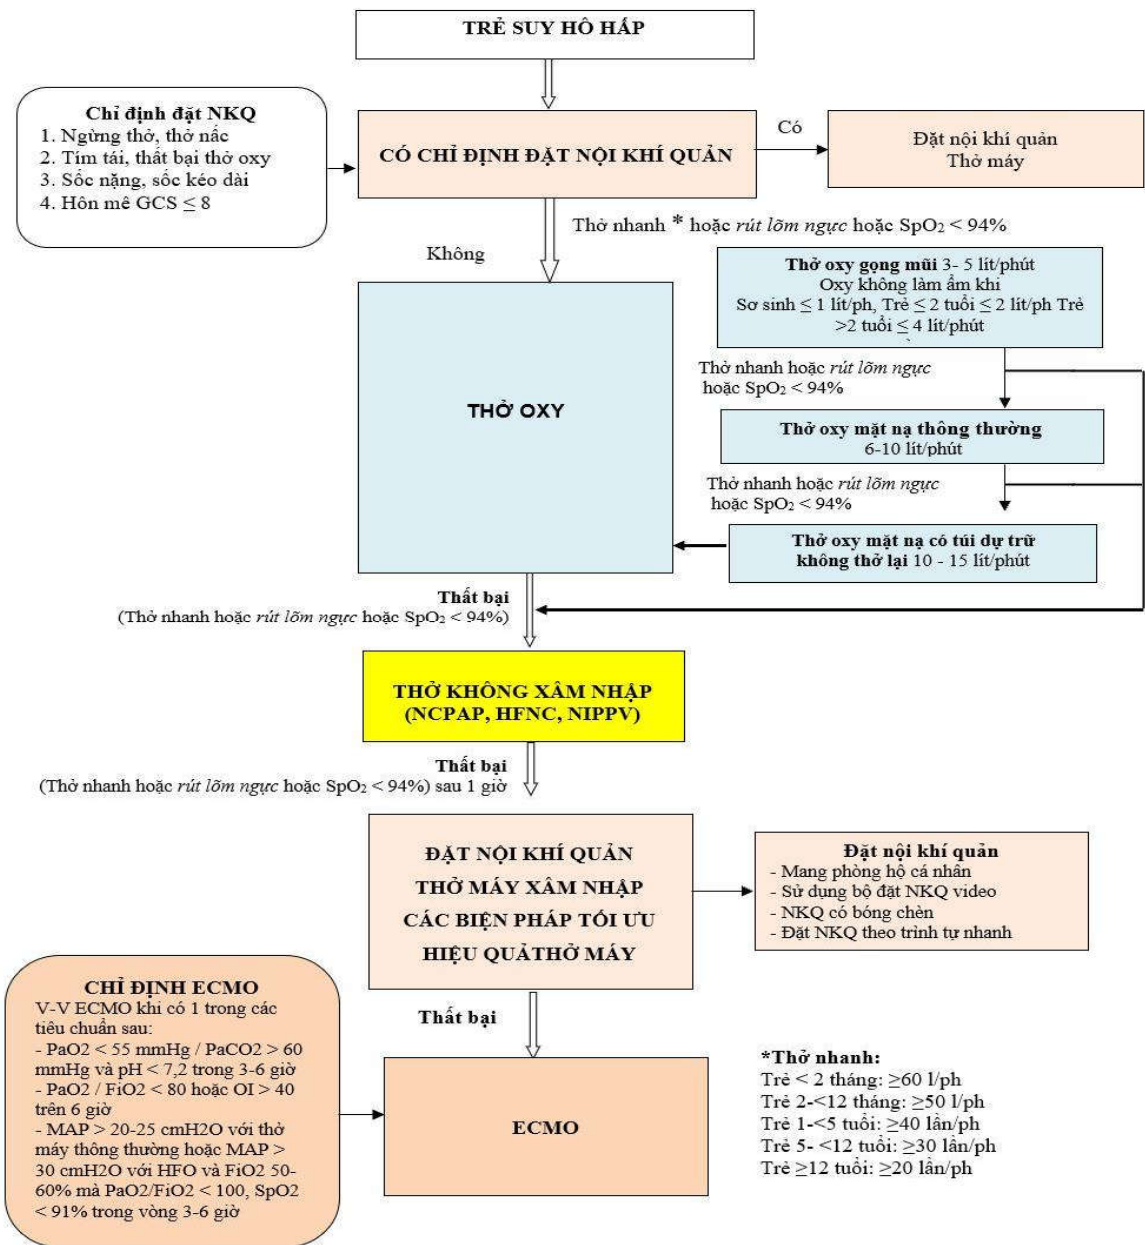 TRẺ SUY HÔ HẤP
Chỉ định đặt NKQ
1. Ngừng thở, thở nấc
2. Tím tái, thất bại thở oxy
3. Sốc nặng, sốc kéo dài
4. Hôn mê GCS ≤ 8
CÓ CHỈ ĐỊNH ĐẶT NỘI KHÍ QUẢN
Có
Đặt nội khí quản
Thở máy
Thở nhanh * hoặc rút lõm ngực hoặc SpO₂ < 94%
Không
Thở oxy gọng mũi 3- 5 lít/phút
Oxy không làm ẩm khi
Sơ sinh ≤ 1 lít/ph, Trẻ ≤ 2 tuổi ≤ 2 lít/ph Trẻ
>2 tuổi ≤ 4 lít/phút
Thở nhanh hoặc rút lõm ngực
hoặc SpO₂ < 94%
THỞ OXY
Thở oxy mặt nạ thông thường
6-10 lít/phút
Thở nhanh hoặc rút lõm ngực
hoặc SpO₂ < 94%
Thở oxy mặt nạ có túi dự trữ
không thở lại 10 - 15 lít/phút
Thất bại
(Thở nhanh hoặc rút lõm ngực hoặc SpO₂ < 94%)
THỞ KHÔNG XÂM NHẬP
(NCPAP, HFNC, NIPPV)
Thất bại
(Thở nhanh hoặc rút lõm ngực hoặc SpO₂ < 94%) sau 1 giờ
ĐẶT NỘI KHÍ QUẢN
THỞ MÁY XÂM NHẬP
CÁC BIỆN PHÁP TỐI ƯU
HIỆU QUẢTHỞ MÁY
Đặt nội khí quản
- Mang phòng hộ cá nhân
- Sử dụng bộ đặt NKQ video
- NKQ có bóng chèn
- Đặt NKQ theo trình tự nhanh
Thất bại
CHỈ ĐỊNH ECMO
V-V ECMO khi có 1 trong các
tiêu chuẩn sau:
- PaO2 < 55 mmHg / PaCO2 > 60
mmHg và pH < 7,2 trong 3-6 giờ
- PaO2 / FiO2 < 80 hoặc OI > 40
trên 6 giờ
- MAP > 20-25 cmH2O với thở
máy thông thường hoặc MAP >
30 cmH2O với HFO và FiO2 50-
60% mà PaO2/FiO2 < 100, SpO2
< 91% trong vòng 3-6 giờ
ECMO
*Thở nhanh:
Trẻ < 2 tháng: ≥60 l/ph
Trẻ 2-<12 tháng: ≥50 l/ph
Trẻ 1-<5 tuổi: ≥40 lần/ph
Trẻ 5- <12 tuổi: ≥30 lần/ph
Trẻ ≥12 tuổi: ≥20 lần/ph